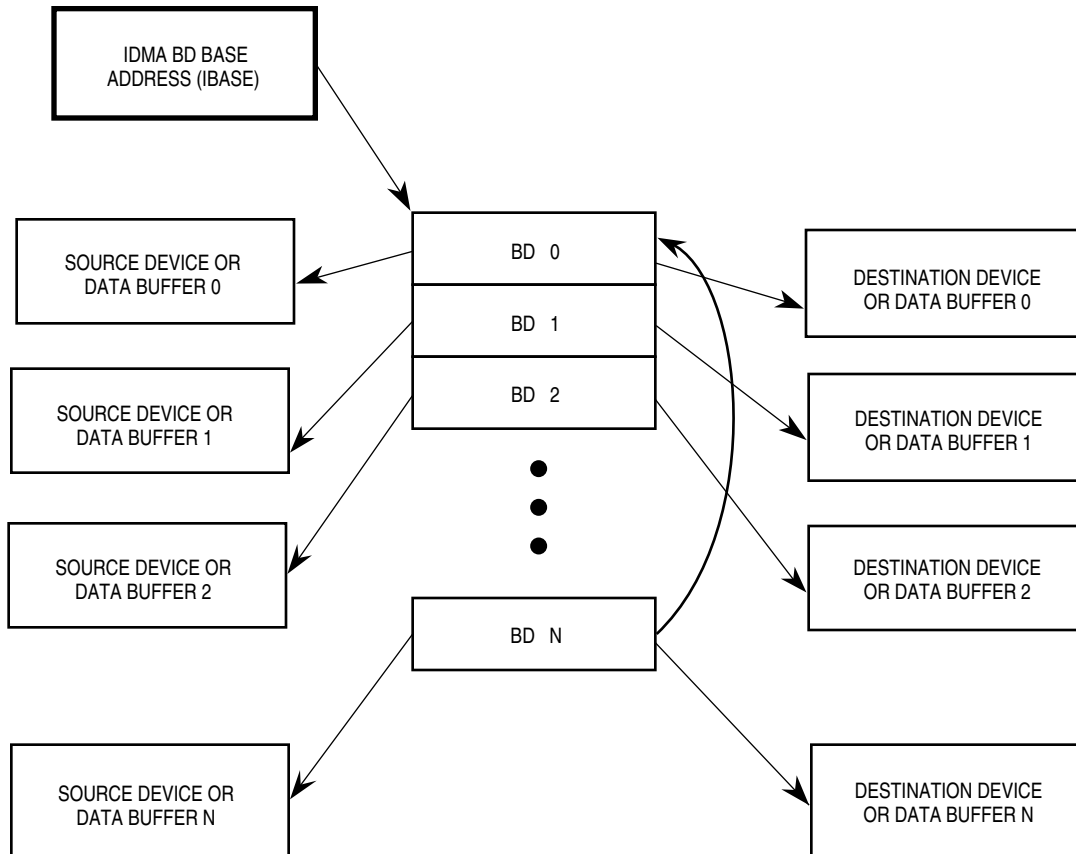 IDMA BD BASE
ADDRESS (IBASE)
SOURCE DEVICE OR
DATA BUFFER 0
BD 0
DESTINATION DEVICE
OR DATA BUFFER 0
SOURCE DEVICE OR
DATA BUFFER 1
BD 1
DESTINATION DEVICE
OR DATA BUFFER 1
BD 2
SOURCE DEVICE OR
DATA BUFFER 2
DESTINATION DEVICE
OR DATA BUFFER 2
BD N
SOURCE DEVICE OR
DATA BUFFER N
DESTINATION DEVICE
OR DATA BUFFER N